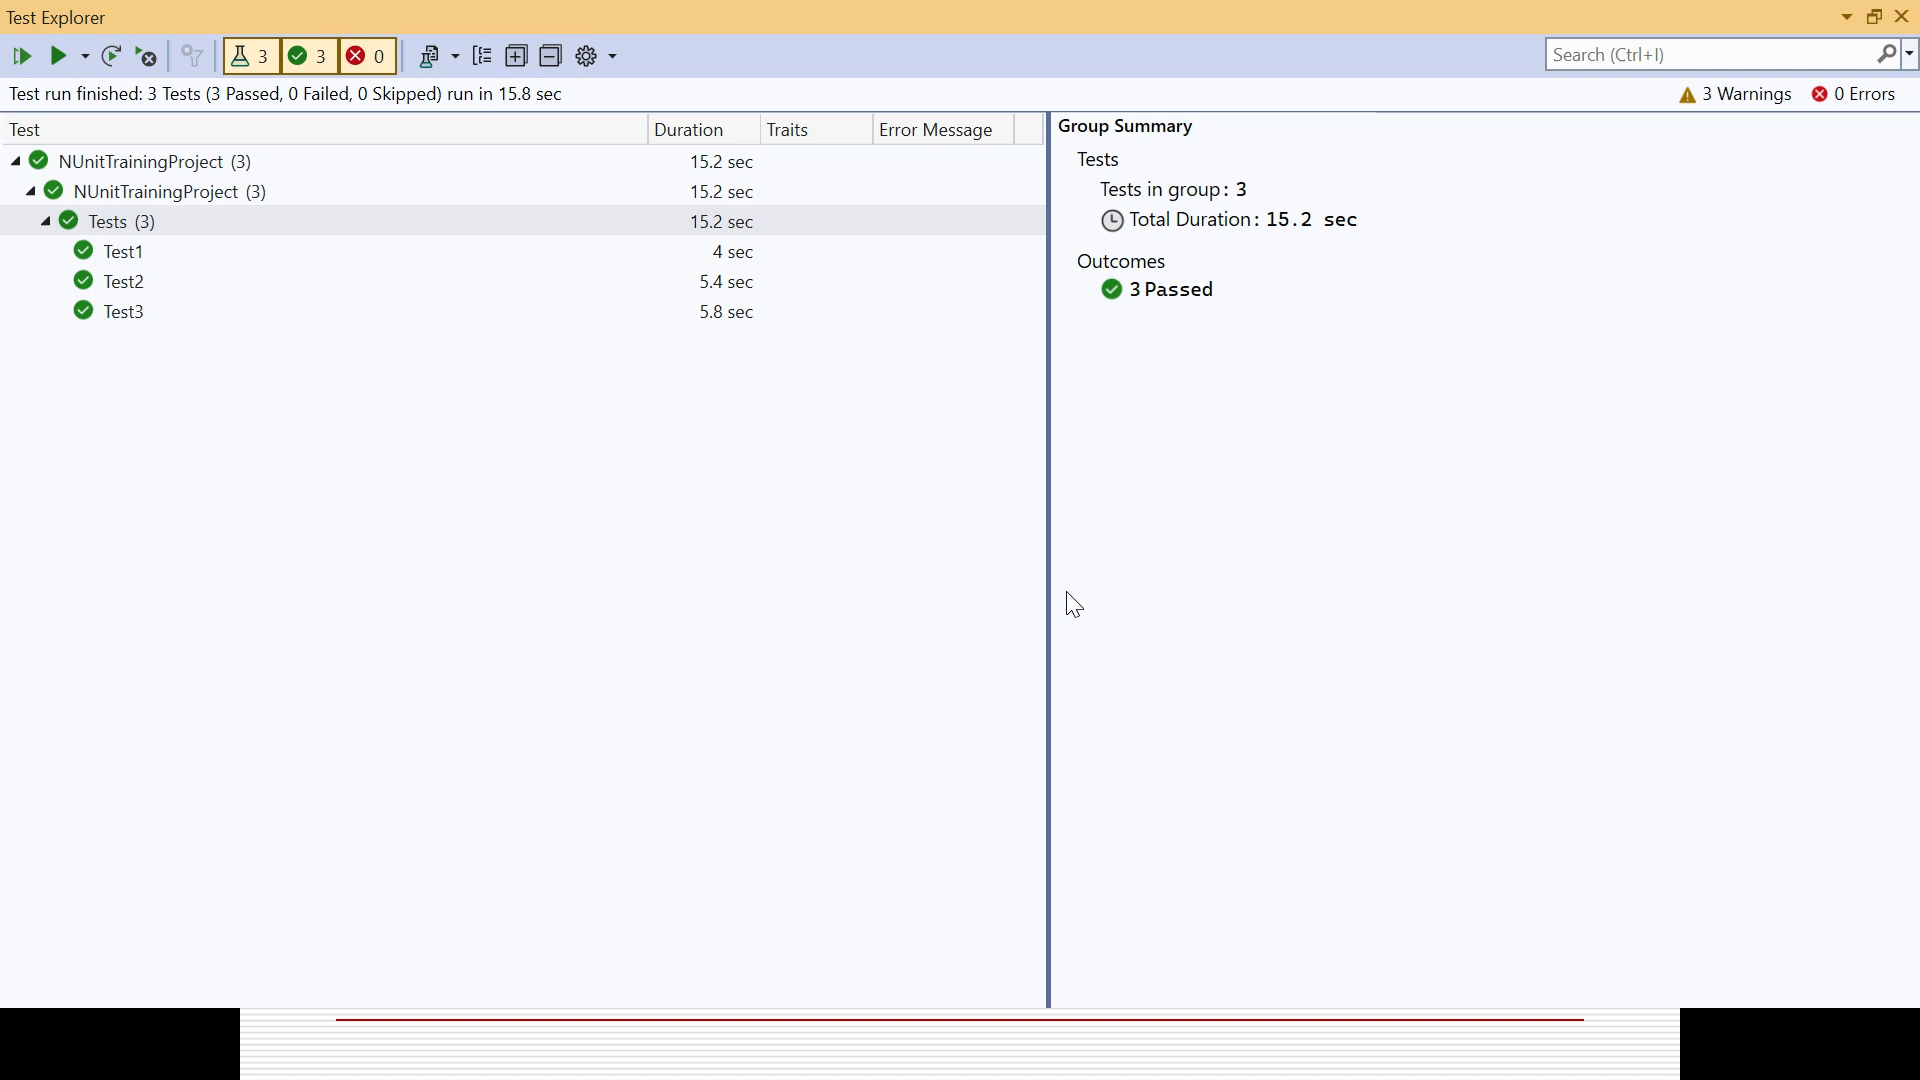 Test Explorer
3 3 0 Search (Ctrl+I)
Test run finished: 3 Tests (3 Passed, 0 Failed, 0 Skipped) run in 15.8 sec 3 Warnings 0 Errors
Test Duration Traits Error Message
NUnitTrainingProject (3) 15.2 sec
NUnitTrainingProject (3) 15.2 sec
Tests (3) 15.2 sec
Test1 4 sec
Test2 5.4 sec
Test3 5.8 sec
Group Summary
Tests
Tests in group: 3
Total Duration: 15.2 sec
Outcomes
3 Passed